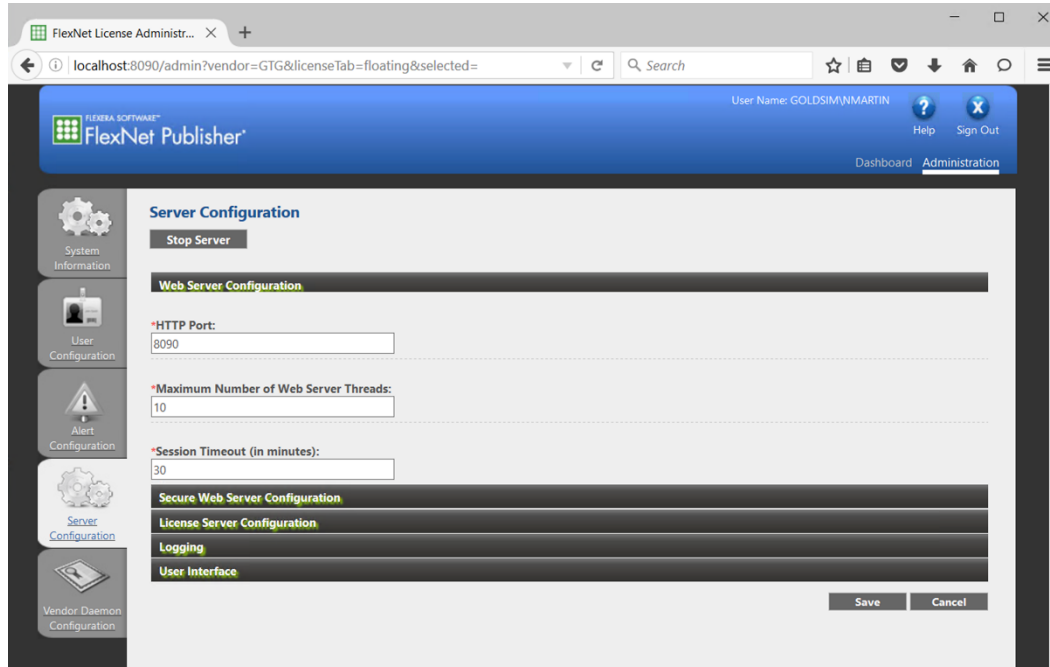 FlexNet License Administr...
localhost:8090/admin?vendor=GTG&licenseTab=floating&selected=
Search
User Name: GOLDSIM\NMARTIN
FLEXERA SOFTWARE™
FlexNet Publisher®
Help
Sign Out
Dashboard
Administration
System
Information
User
Configuration
Alert
Configuration
Server
Configuration
Vendor Daemon
Configuration
Server Configuration
Stop Server
Web Server Configuration
*HTTP Port:
8090
*Maximum Number of Web Server Threads:
10
*Session Timeout (in minutes):
30
Secure Web Server Configuration
License Server Configuration
Logging
User Interface
Save
Cancel